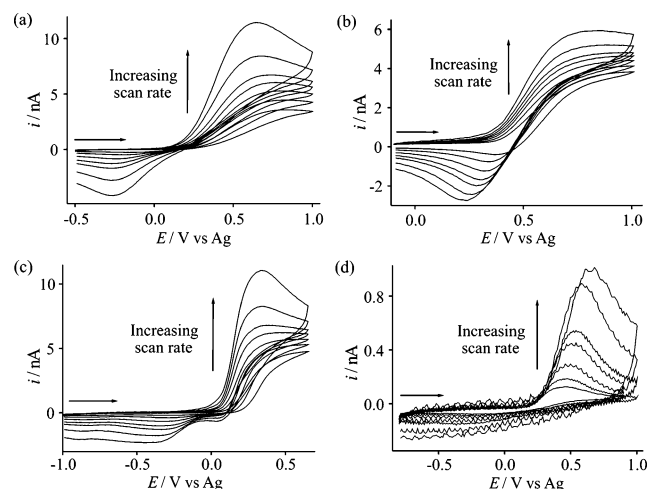 (a)
10
5
0
i / nA
Increasing
scan rate
-0.5
0.0
0.5
1.0
E / V vs Ag
(b)
6
4
2
0
-2
i / nA
Increasing
scan rate
0.0
0.5
1.0
E / V vs Ag
(c)
10
5
0
i / nA
Increasing
scan rate
-1.0
-0.5
0.0
0.5
E / V vs Ag
(d)
0.8
0.4
0.0
i / nA
Increasing
scan rate
-0.5
0.0
0.5
1.0
E / V vs Ag